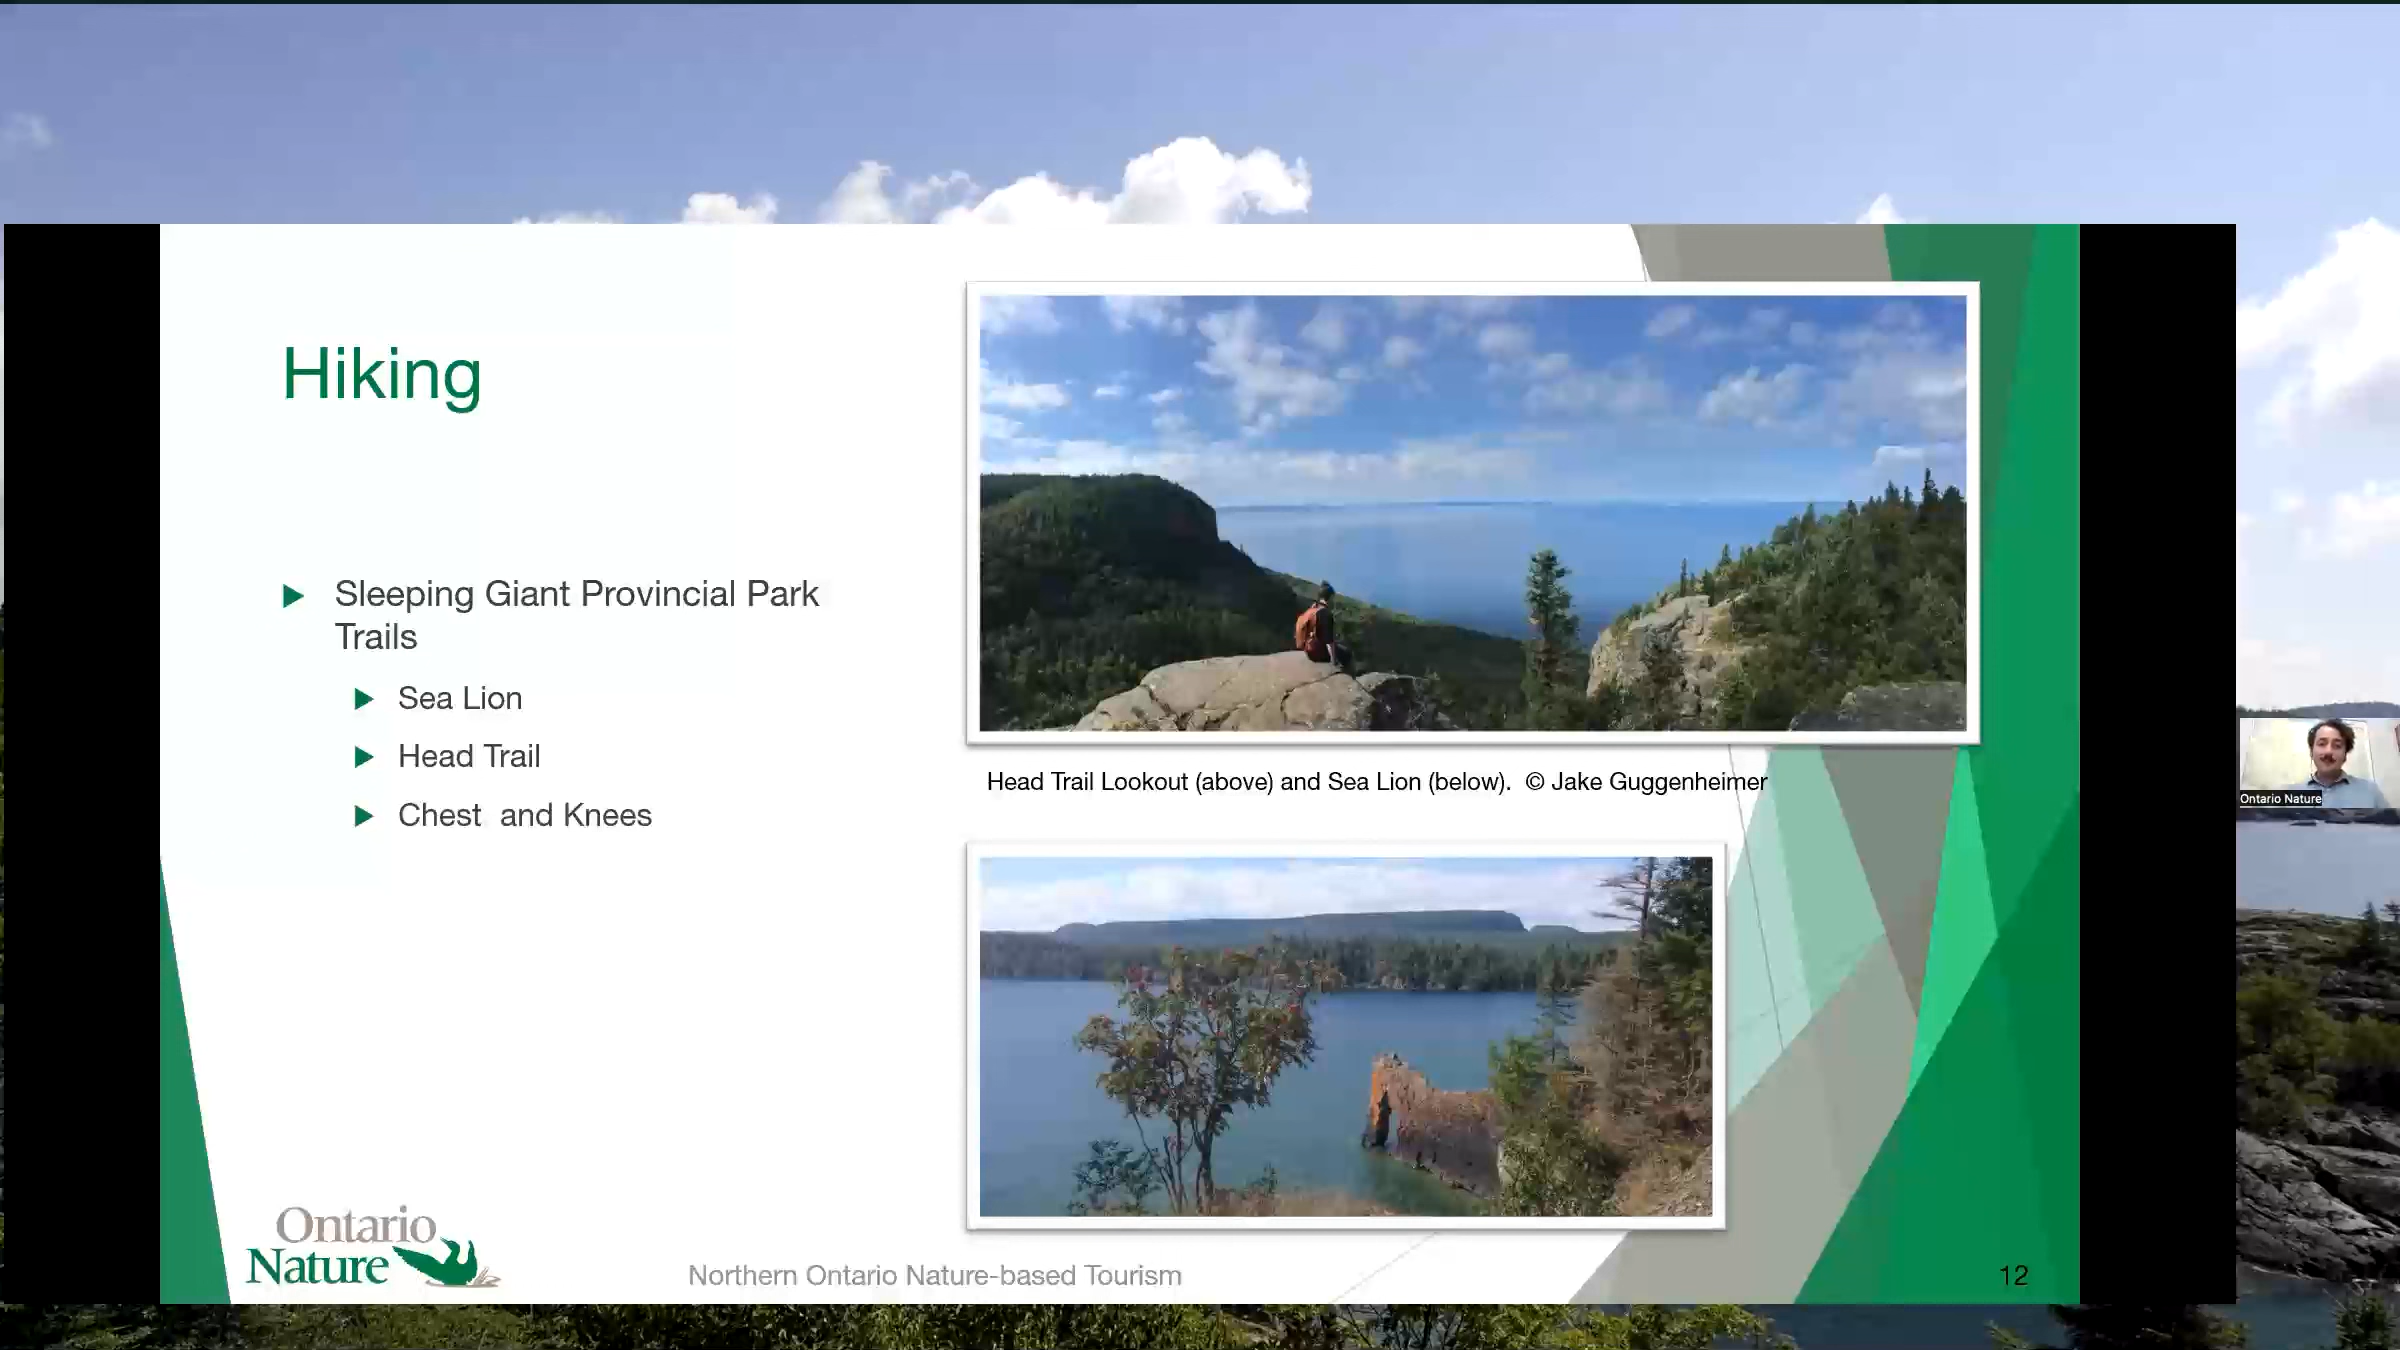 Hiking
Sleeping Giant Provincial Park
Trails
Sea Lion
Head Trail
Chest and Knees
Head Trail Lookout (above) and Sea Lion (below). © Jake Guggenheimer
Ontario Nature
Ontario
Nature
Northern Ontario Nature-based Tourism
12